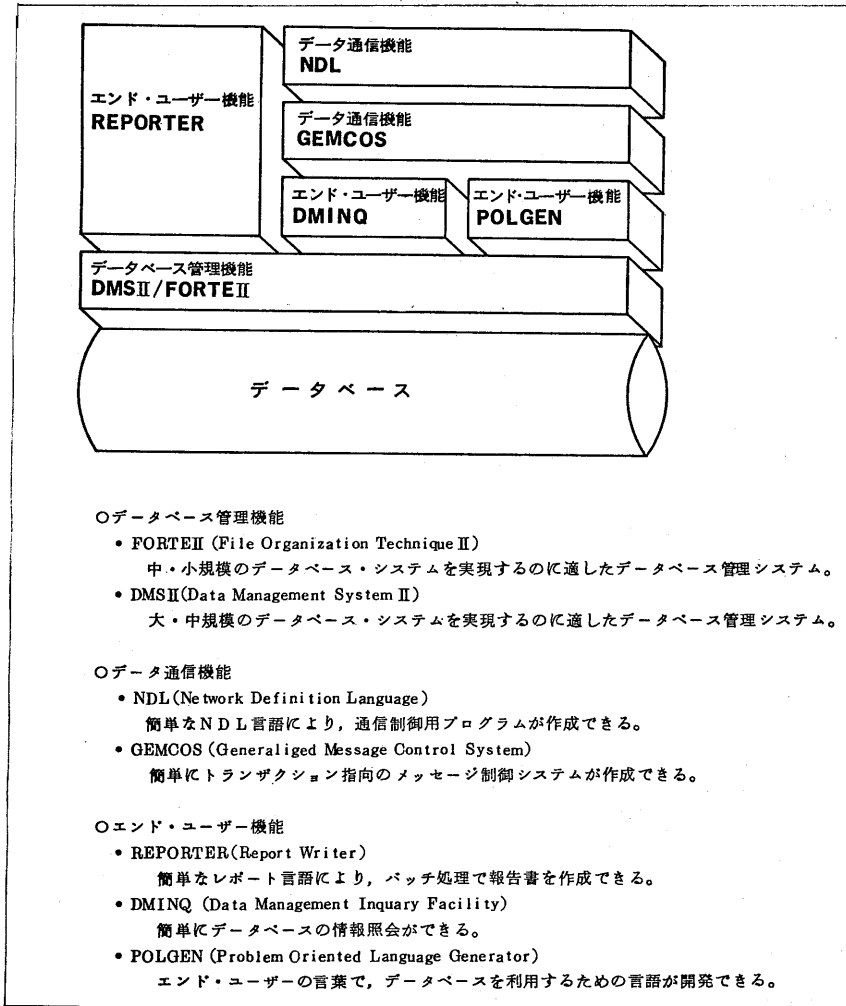 エンド・ユーザー機能
REPORTER
データ通信機能
NDL
データ通信機能
GEMCOS
エンド・ユーザー機能
DMINQ
エンド・ユーザー機能
POLGEN
データベース管理機能
DMSⅡ/FORTEⅡ
データベース
○データベース管理機能
• FORTEⅡ (File Organization TechniqueⅡ)
中・小規模のデータベース・システムを実現するのに適したデータベース管理システム。
• DMSⅡ(Data Management System Ⅱ)
大・中規模のデータベース・システムを実現するのに適したデータベース管理システム。
○データ通信機能
• NDL(Network Definition Language)
簡単なNDL言語により,通信制御用プログラムが作成できる。
• GEMCOS (Generaliged Message Control System)
簡単にトランザクション指向のメッセージ制御システムが作成できる。
○エンド・ユーザー機能
• REPORTER(Report Writer)
簡単なレポート言語により,バッチ処理で報告書を作成できる。
• DMINQ (Data Management Inquary Facility)
簡単にデータベースの情報照会ができる。
• POLGEN (Problem Oriented Language Generator)
エンド・ユーザーの言葉で,データベースを利用するための言語が開発できる。